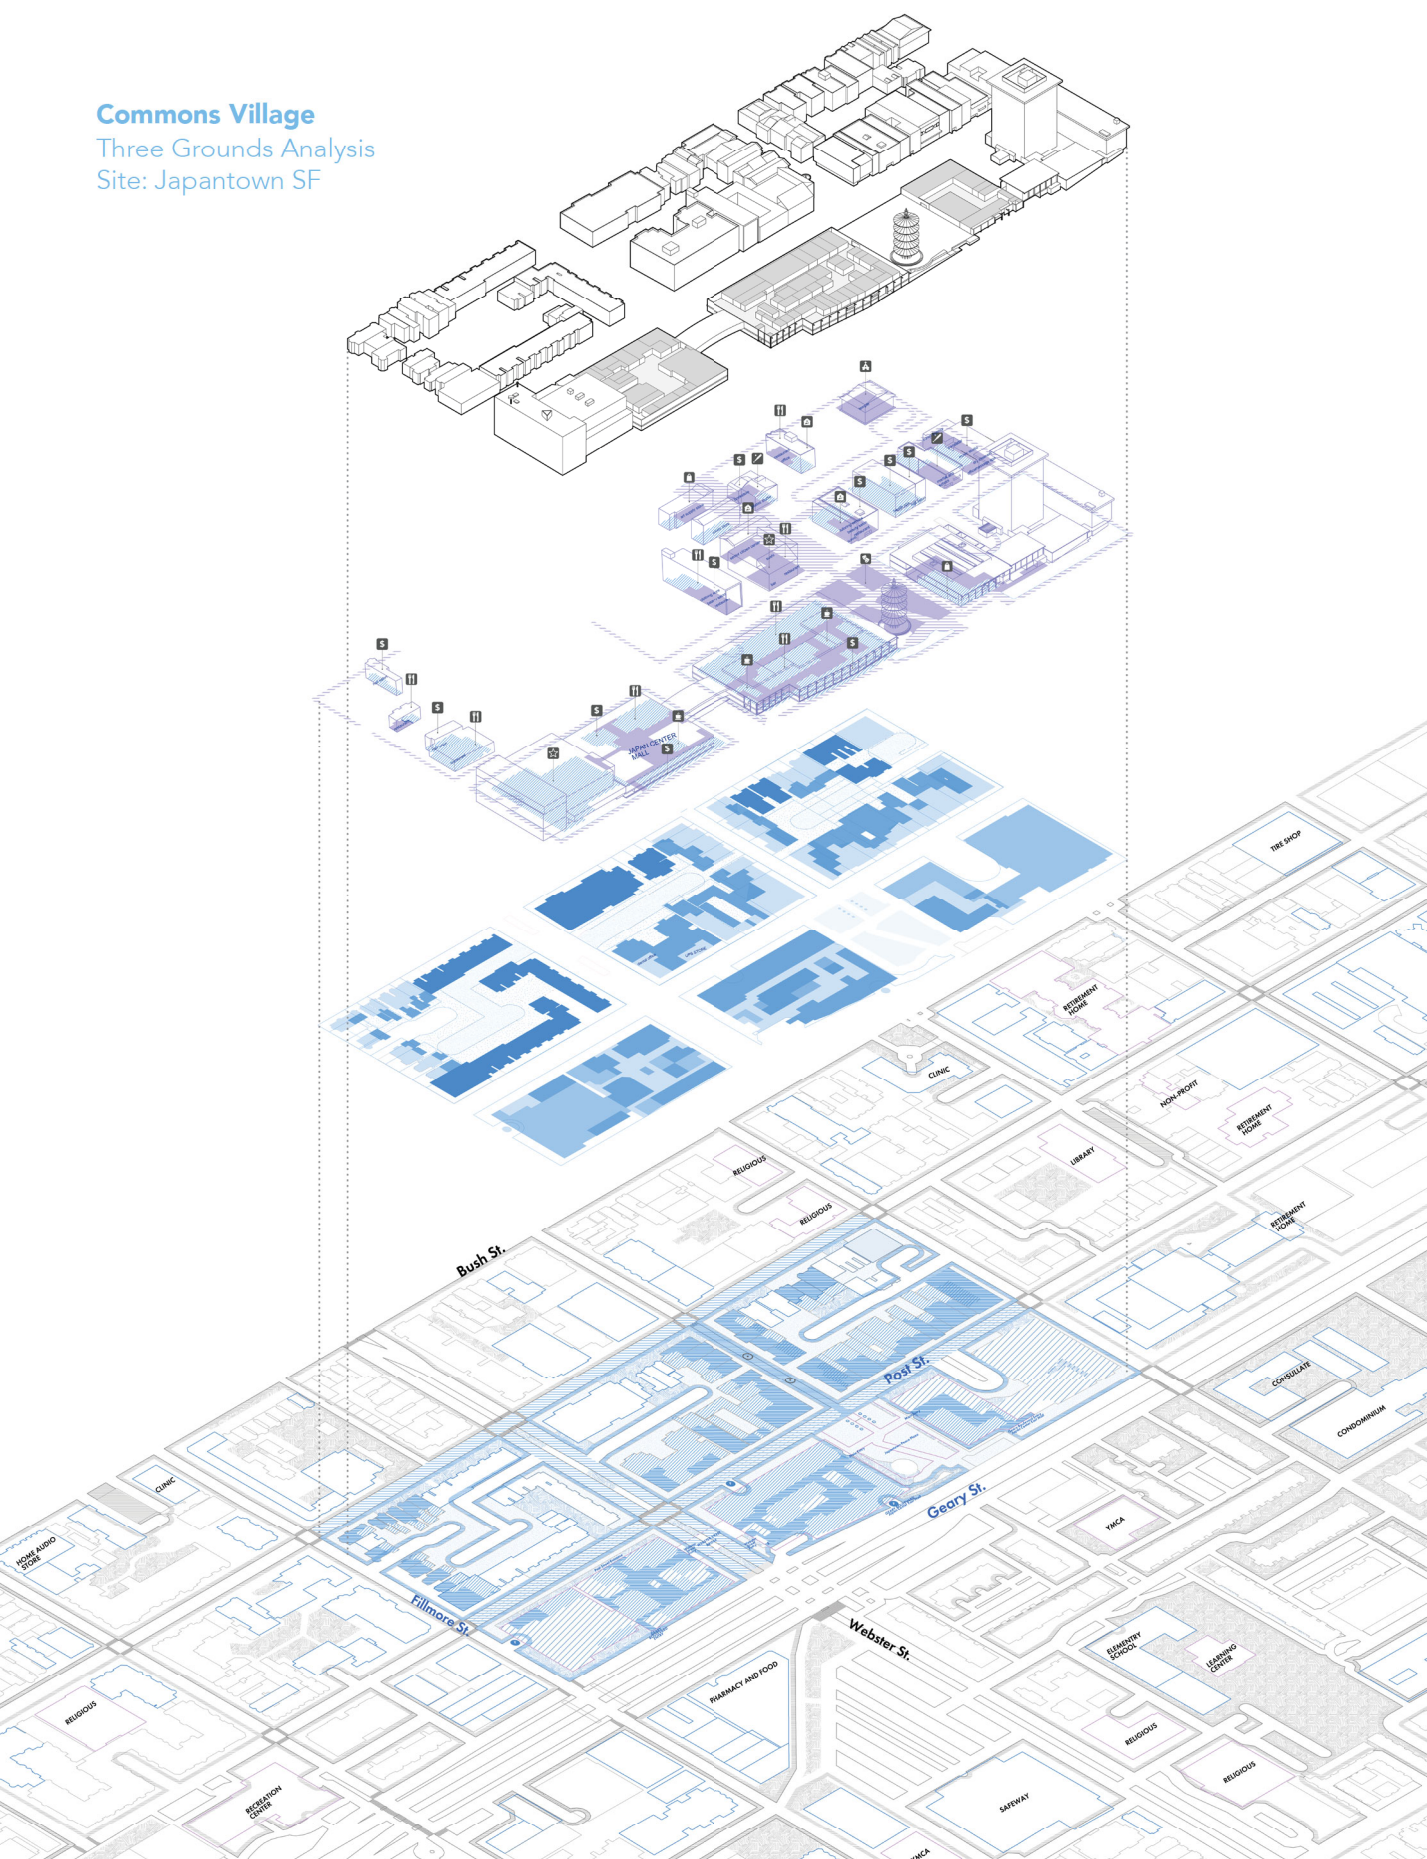 Commons Village
Three Grounds Analysis
Site: Japantown SF
$
$
$
$
$
$
$
$
$
$
$
$
JAPAN CENTER
MALL
TIRE SHOP
RETIREMENT
HOME
CLINIC
NON-PROFIT
RETIREMENT
HOME
LIBRARY
RELIGIOUS
RELIGIOUS
RETIREMENT
HOME
Bush St.
Post St.
CONSULLATE
CONDOMINIUM
Geary St.
CLINIC
YMCA
HOME AUDIO
STORE
Fillmore St.
Webster St.
ELEMENTRY
SCHOOL
LEARNING
CENTER
PHARMACY AND FOOD
RELIGIOUS
RELIGIOUS
RELIGIOUS
RECREATION
CENTER
SAFEWAY
YMCA